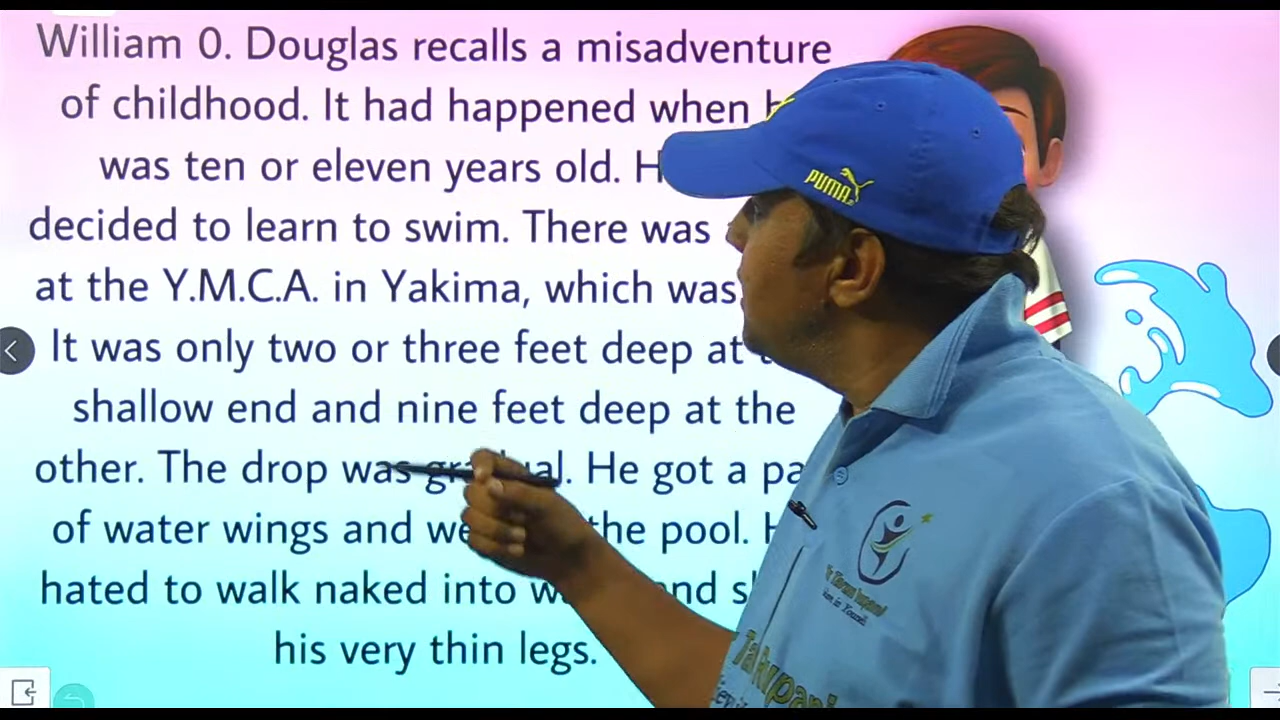 William O. Douglas recalls a misadventure
of childhood. It had happened when
was ten or eleven years old.
decided to learn to swim. There was
at the Y.M.C.A. in Yakima, which was
It was only two or three feet deep at
shallow end and nine feet deep at the
other. The drop was gradual. He got a
of water wings and the pool.
hated to walk naked into and
his very thin legs.
PUMA